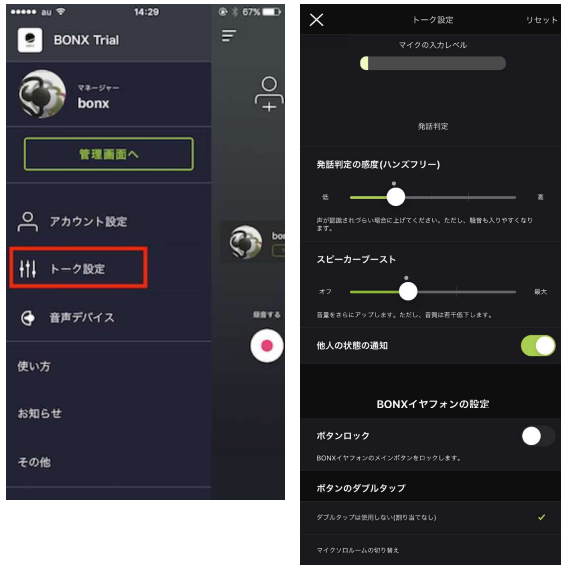 au 14:29 67%
BONX Trial
マネージャー
bonx
管理画面へ
アカウント設定
トーク設定
音声デバイス
使い方
お知らせ
その他
bon
録音する
トーク設定 リセット
マイクの入力レベル
発話判定
発話判定の感度(ハンズフリー)
低 高
声が認識されづらい場合に上げてください。ただし、騒音も入りやすくなり
ます。
スピーカーブースト
オフ 最大
音量をさらにアップします。ただし、音質は若干低下します。
他人の状態の通知
BONXイヤフォンの設定
ボタンロック
BONXイヤフォンのメインボタンをロックします。
ボタンのダブルタップ
ダブルタップは使用しない(割り当てなし)
マイクソロルームの切り替え